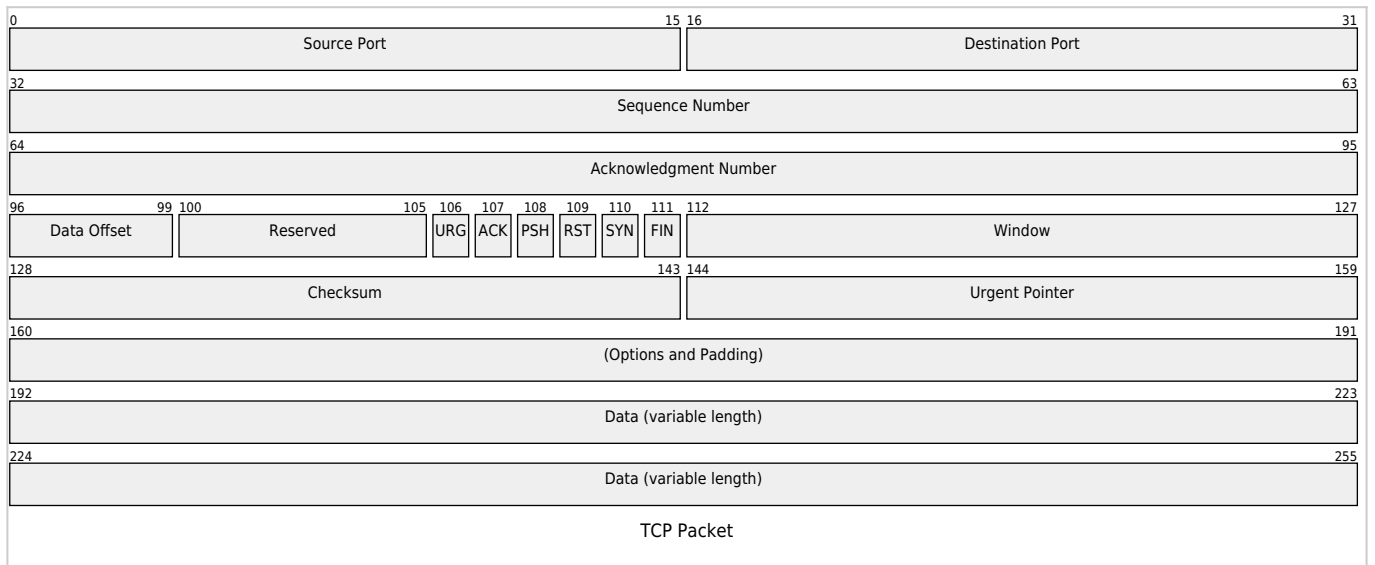 0 15 16 31
Source Port Destination Port
32 63
Sequence Number
64 95
Acknowledgment Number
96 99 100 105 106 107 108 109 110 111 112 127
Data Offset Reserved URG ACK PSH RST SYN FIN Window
128 143 144 159
Checksum Urgent Pointer
160 191
(Options and Padding)
192 223
Data (variable length)
224 255
Data (variable length)
TCP Packet